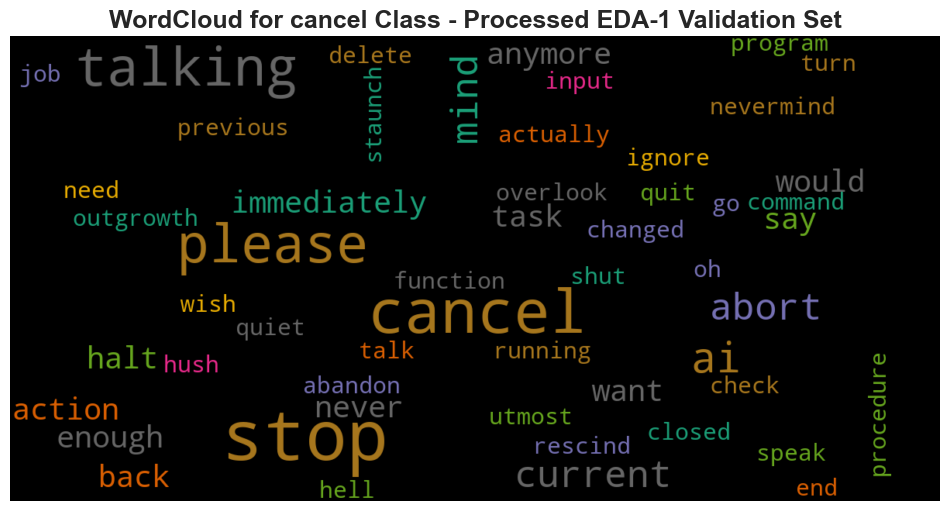 WordCloud for cancel Class - Processed EDA-1 Validation Set
job
talking
delete
staunch
mind
anymore
input
program
turn
previous
actually
nevermind
ignore
need
outgrowth
immediately
overlook
task
quit
changed
go
would
command
say
please
function
shut
oh
wish
quiet
cancel
abort
halt
hush
talk
running
ai
abandon
never
want
check
procedure
action
enough
stop
utmost
rescind
closed
speak
back
hell
current
end